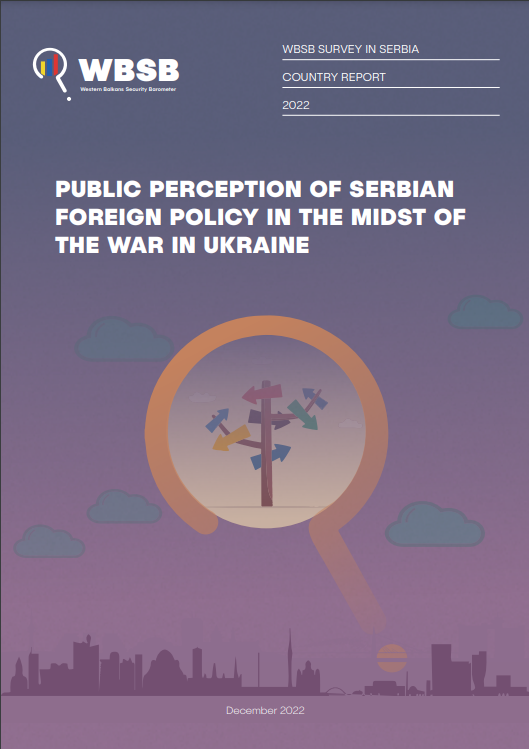 WBSB
Western Balkans Security Barometer
WBSB SURVEY IN SERBIA
COUNTRY REPORT
2022
PUBLIC PERCEPTION OF SERBIAN
FOREIGN POLICY IN THE MIDST OF
THE WAR IN UKRAINE
December 2022